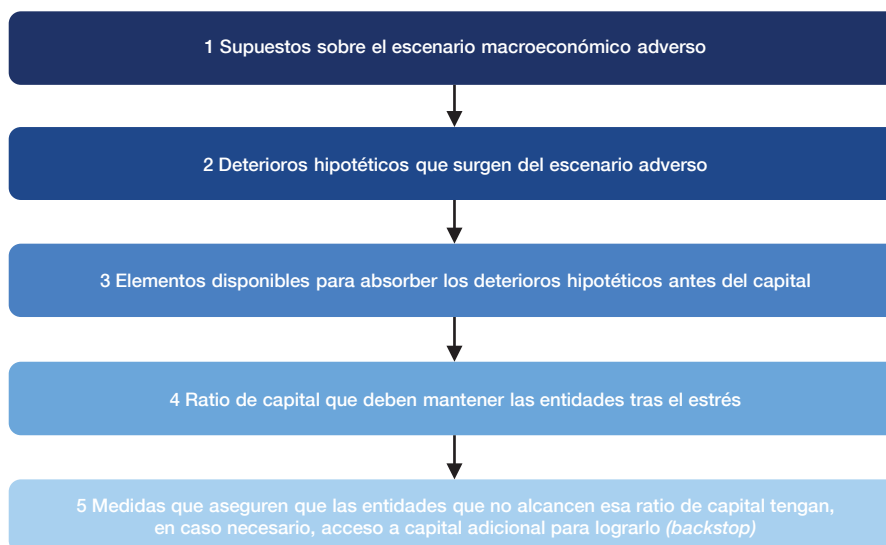 1 Supuestos sobre el escenario macroeconómico adverso
2 Deterioros hipotéticos que surgen del escenario adverso
3 Elementos disponibles para absorber los deterioros hipotéticos antes del capital
4 Ratio de capital que deben mantener las entidades tras el estrés
5 Medidas que aseguren que las entidades que no alcancen esa ratio de capital tengan,
en caso necesario, acceso a capital adicional para lograrlo (backstop)